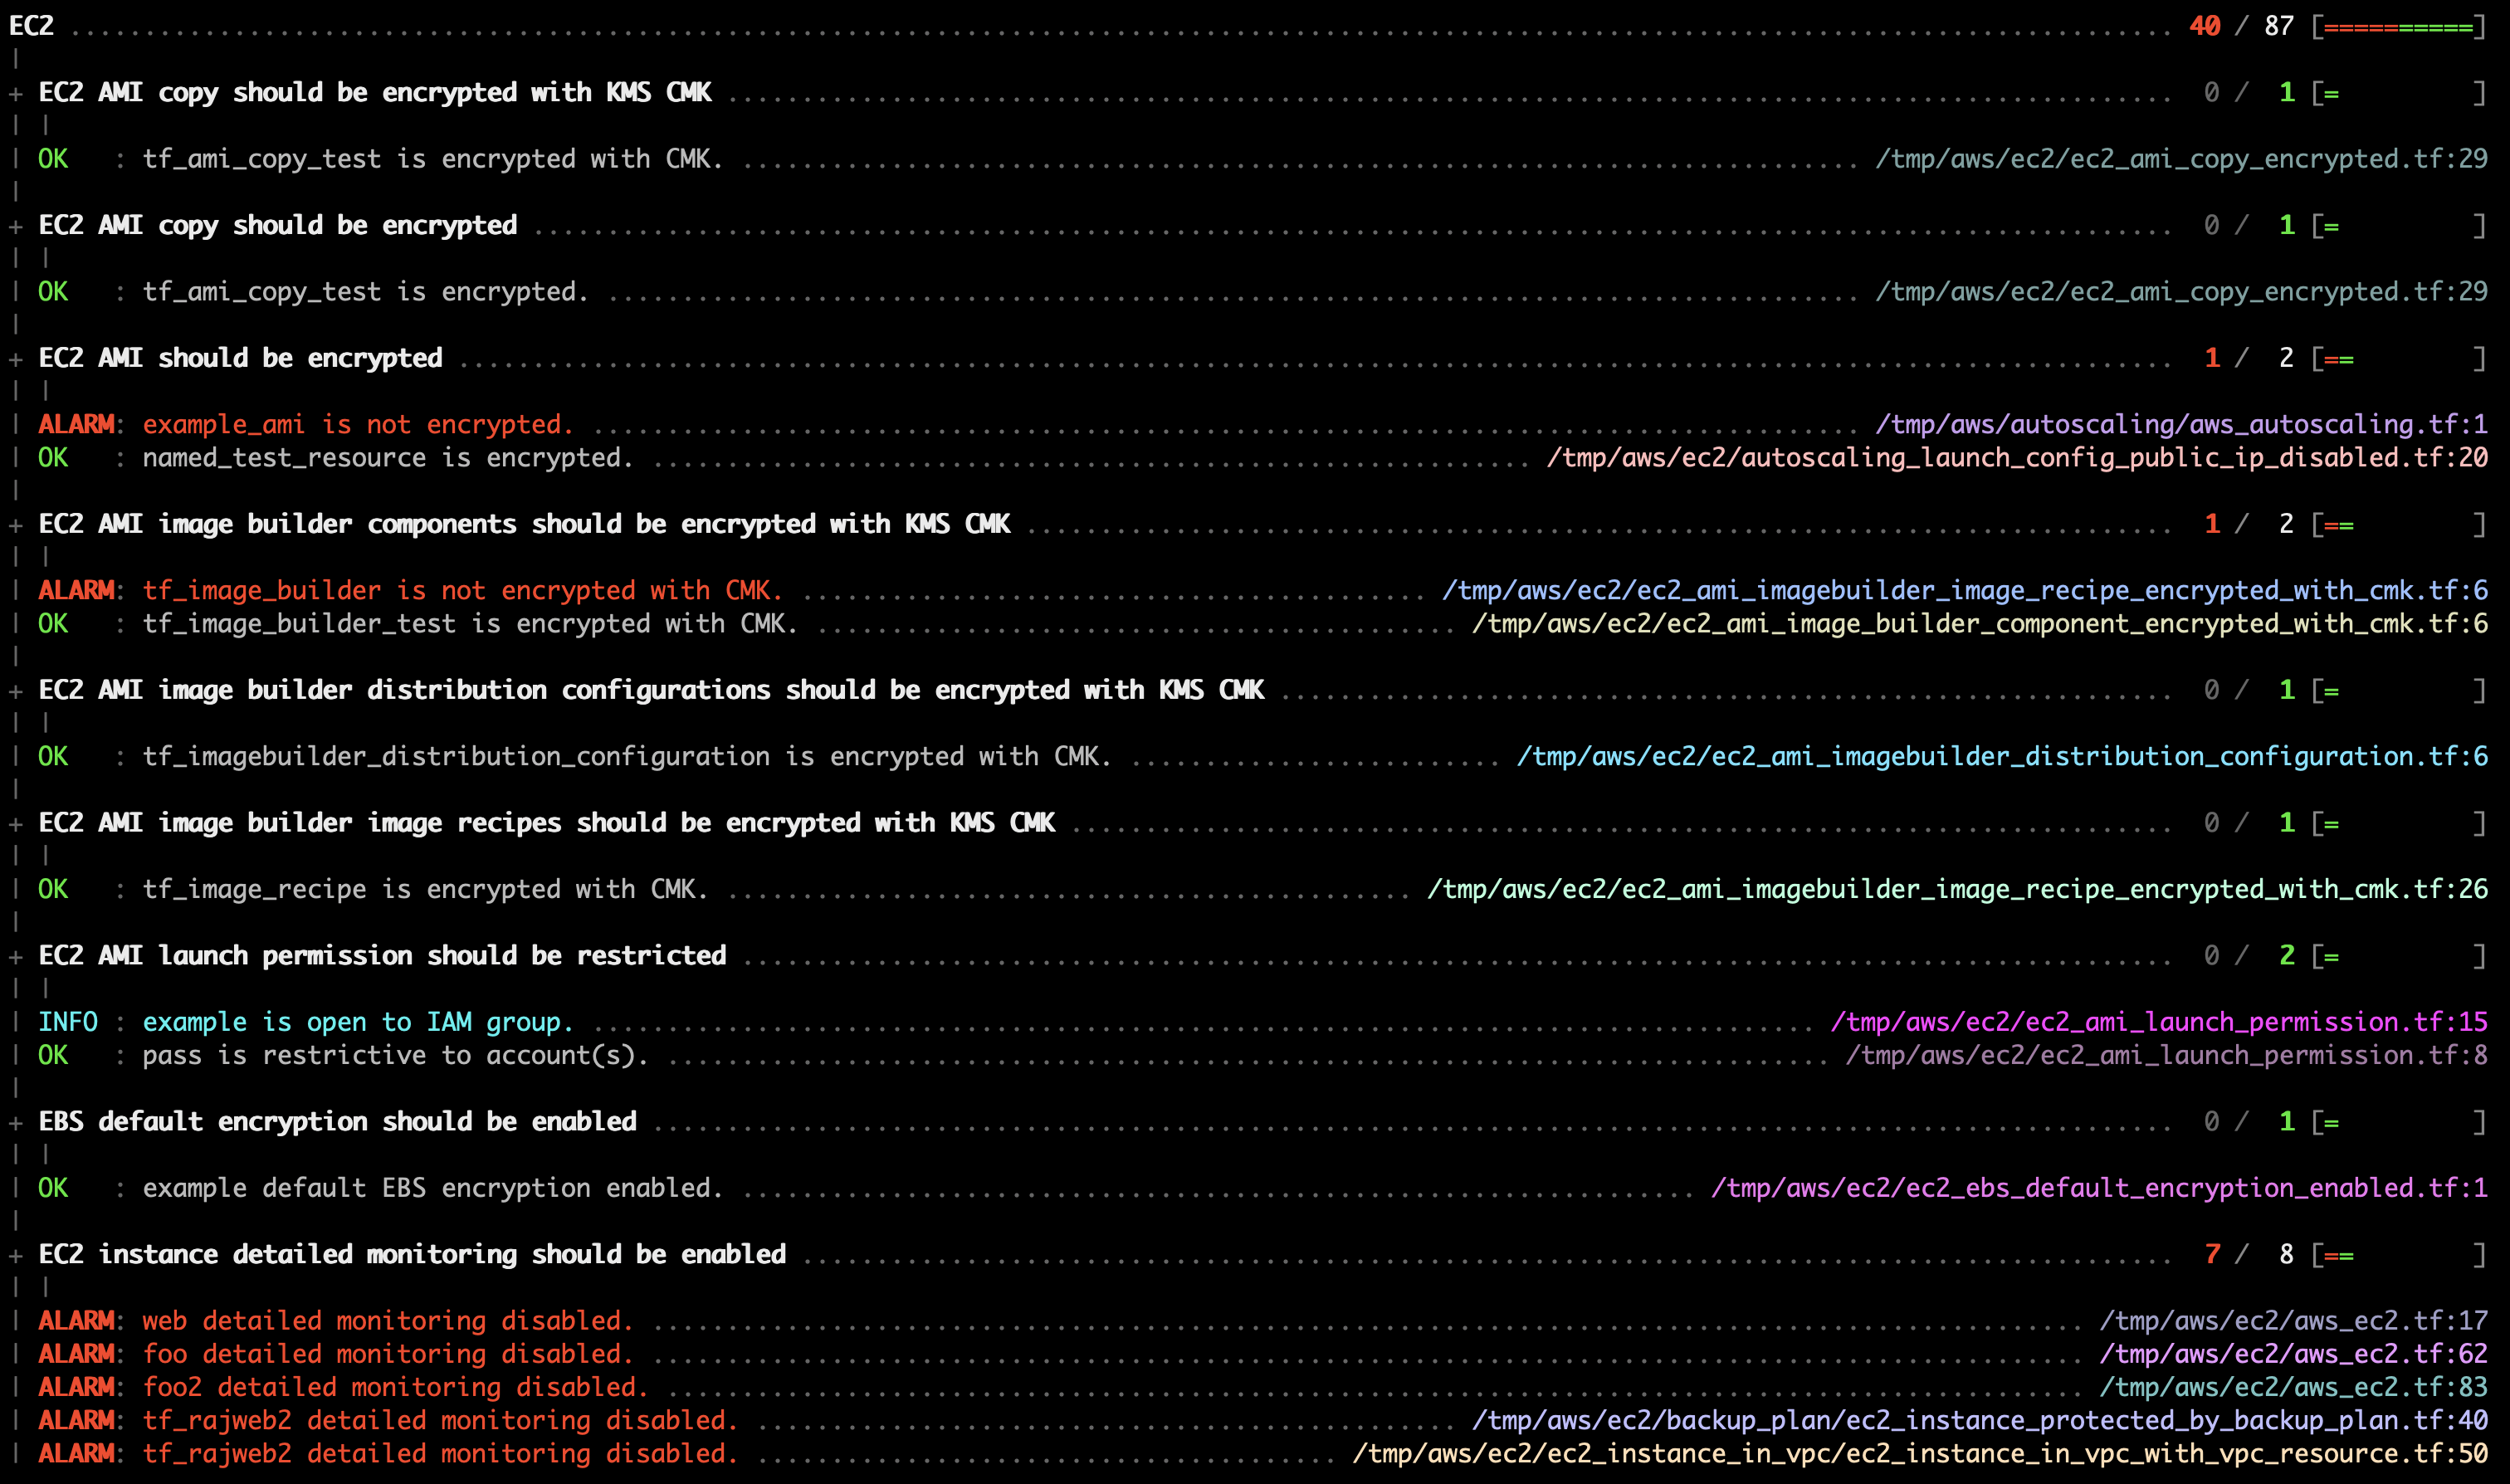 EC2 ................................................................ 40 / 87 [==========]
|
+ EC2 AMI copy should be encrypted with KMS CMK ................................ 0 / 1 [=         ]
| |
| OK   : tf_ami_copy_test is encrypted with CMK. ................................ /tmp/aws/ec2/ec2_ami_copy_encrypted.tf:29
|
+ EC2 AMI copy should be encrypted ................................ 0 / 1 [=         ]
| |
| OK   : tf_ami_copy_test is encrypted. ................................ /tmp/aws/ec2/ec2_ami_copy_encrypted.tf:29
|
+ EC2 AMI should be encrypted ................................ 1 / 2 [==        ]
| |
| ALARM: example_ami is not encrypted. ................................ /tmp/aws/autoscaling/aws_autoscaling.tf:1
| OK   : named_test_resource is encrypted. ................................ /tmp/aws/ec2/autoscaling_launch_config_public_ip_disabled.tf:20
|
+ EC2 AMI image builder components should be encrypted with KMS CMK ................................ 1 / 2 [==        ]
| |
| ALARM: tf_image_builder is not encrypted with CMK. ................................ /tmp/aws/ec2/ec2_ami_imagebuilder_image_recipe_encrypted_with_cmk.tf:6
| OK   : tf_image_builder_test is encrypted with CMK. ................................ /tmp/aws/ec2/ec2_ami_image_builder_component_encrypted_with_cmk.tf:6
|
+ EC2 AMI image builder distribution configurations should be encrypted with KMS CMK ................................ 0 / 1 [=         ]
| |
| OK   : tf_imagebuilder_distribution_configuration is encrypted with CMK. ......................... /tmp/aws/ec2/ec2_ami_imagebuilder_distribution_configuration.tf:6
|
+ EC2 AMI image builder image recipes should be encrypted with KMS CMK ................................ 0 / 1 [=         ]
| |
| OK   : tf_image_recipe is encrypted with CMK. ................................ /tmp/aws/ec2/ec2_ami_imagebuilder_image_recipe_encrypted_with_cmk.tf:26
|
+ EC2 AMI launch permission should be restricted ................................ 0 / 2 [=         ]
| |
| INFO : example is open to IAM group. ................................ /tmp/aws/ec2/ec2_ami_launch_permission.tf:15
| OK   : pass is restrictive to account(s). ................................ /tmp/aws/ec2/ec2_ami_launch_permission.tf:8
|
+ EBS default encryption should be enabled ................................ 0 / 1 [=         ]
| |
| OK   : example default EBS encryption enabled. ................................ /tmp/aws/ec2/ec2_ebs_default_encryption_enabled.tf:1
|
+ EC2 instance detailed monitoring should be enabled ................................ 7 / 8 [==        ]
| |
| ALARM: web detailed monitoring disabled. ................................ /tmp/aws/ec2/aws_ec2.tf:17
| ALARM: foo detailed monitoring disabled. ................................ /tmp/aws/ec2/aws_ec2.tf:62
| ALARM: foo2 detailed monitoring disabled. ................................ /tmp/aws/ec2/aws_ec2.tf:83
| ALARM: tf_rajweb2 detailed monitoring disabled. ................................ /tmp/aws/ec2/backup_plan/ec2_instance_protected_by_backup_plan.tf:40
| ALARM: tf_rajweb2 detailed monitoring disabled. ................................ /tmp/aws/ec2/ec2_instance_in_vpc/ec2_instance_in_vpc_with_vpc_resource.tf:50